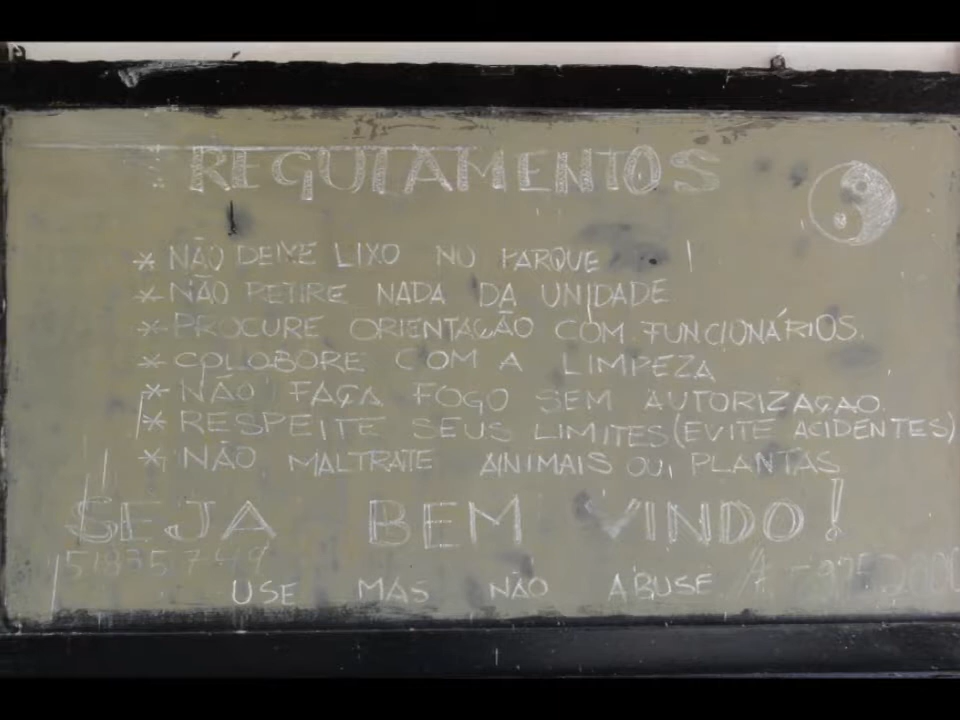 REGULAMENTOS
* NÃO DEIXE LIXO NO PARQUE
* NÃO RETIRE NADA DA UNIDADE
* PROCURE ORIENTAÇÃO COM FUNCIONÁRIOS.
* COLOBORE COM A LIMPEZA
* NÃO FAÇA FOGO SEM AUTORIZAÇAO.
* RESPEITE SEUS LIMITES (EVITE ACIDENTES)
* NÃO MALTRATE ANIMAIS OU PLANTAS
SEJA BEM VINDO!
USE MAS NÃO ABUSE